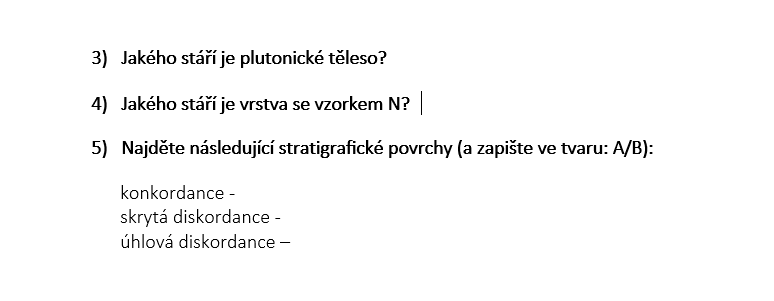 3) Jakého stáří je plutonické těleso?
4) Jakého stáří je vrstva se vzorkem N?
5) Najděte následující stratigrafické povrchy (a zapište ve tvaru: A/B):
konkordance -
skrytá diskordance -
úhlová diskordance –